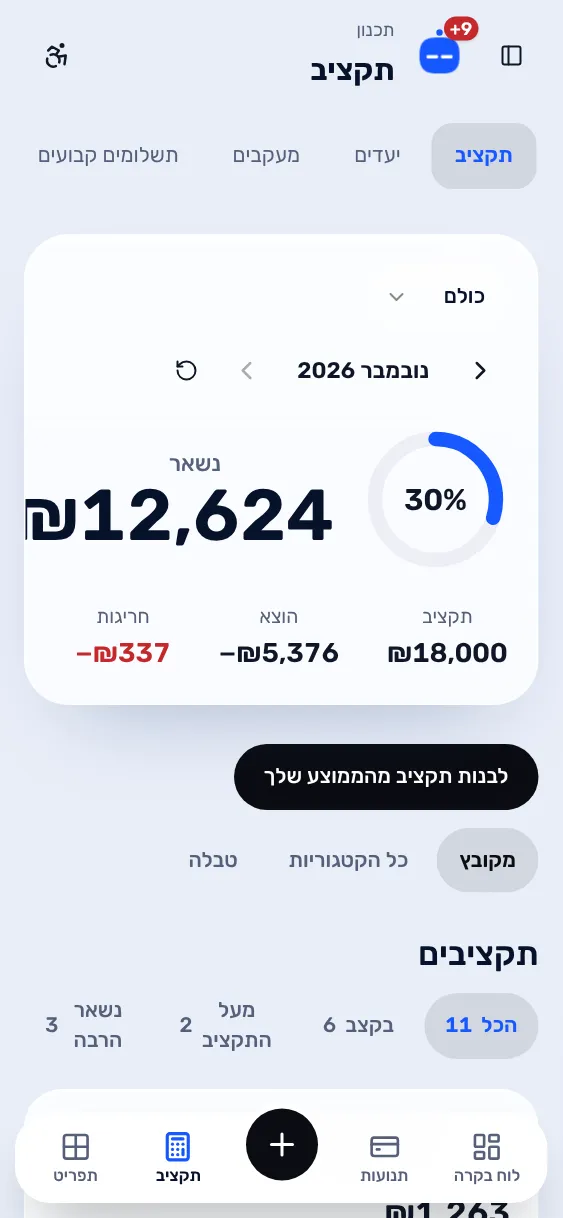 9+
תכנון
תקציב
תקציב
יעדים
מעקבים
תשלומים קבועים
כולם
נובמבר 2026
30%
נשאר
₪12,624
תקציב
הוצא
חריגות
₪18,000
−₪5,376
−₪337
לבנות תקציב מהממוצע שלך
מקובץ
כל הקטגוריות
טבלה
תקציבים
הכל 11
בקצב 6
מעל התקציב 2
נשאר הרבה 3
לוח בקרה
תנועות
תקציב
תפריט
₪1,263